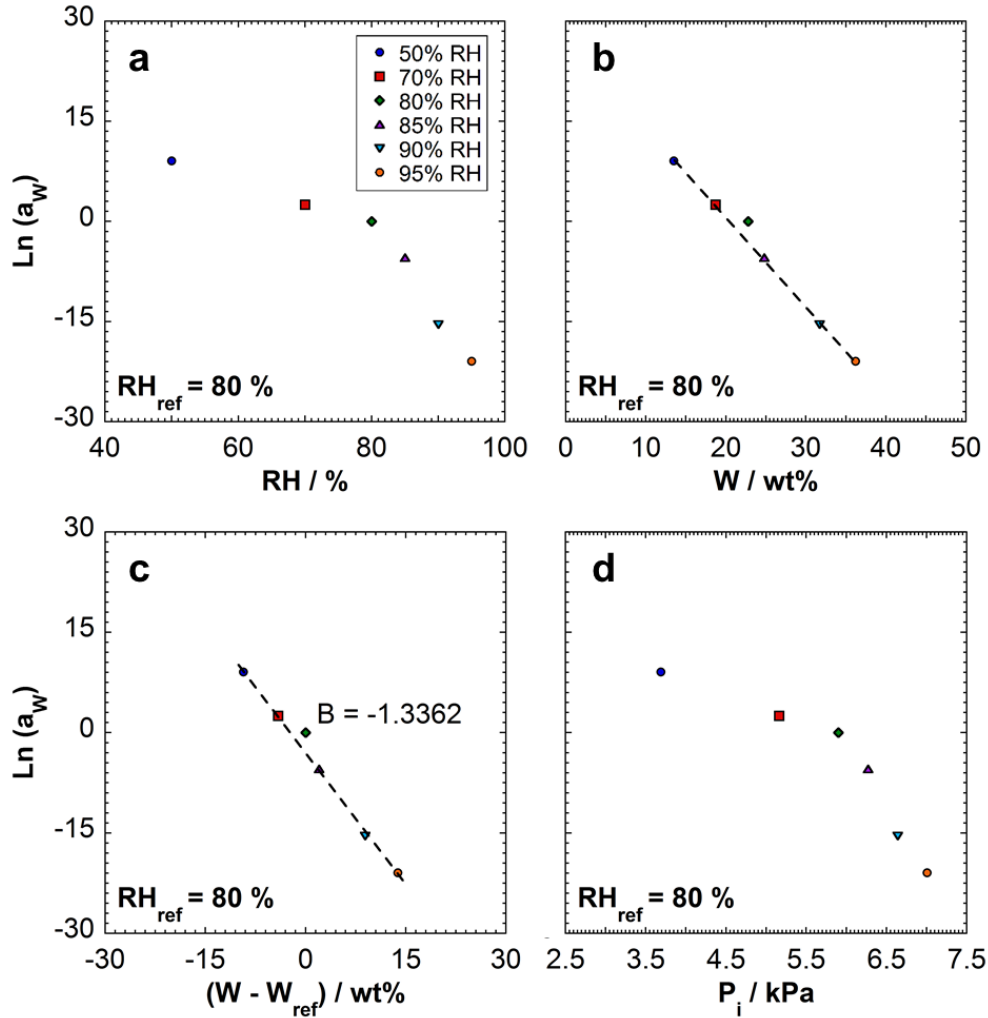 a
50% RH
70% RH
80% RH
85% RH
90% RH
95% RH
30
15
0
-15
-30
Ln (aW)
RHref = 80 %
40 60 80 100
RH / %
b
RHref = 80 %
0 10 20 30 40 50
W / wt%
c
30
15
0
-15
-30
Ln (aW)
B = -1.3362
RHref = 80 %
-30 -15 0 15 30
(W - Wref) / wt%
d
RHref = 80 %
2.5 3.5 4.5 5.5 6.5 7.5
Pi / kPa